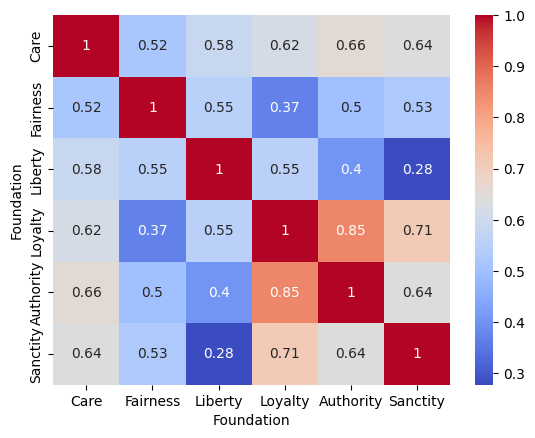 Foundation
Care 1 0.52 0.58 0.62 0.66 0.64
Fairness 0.52 1 0.55 0.37 0.5 0.53
Liberty 0.58 0.55 1 0.55 0.4 0.28
Loyalty 0.62 0.37 0.55 1 0.85 0.71
Authority 0.66 0.5 0.4 0.85 1 0.64
Sanctity 0.64 0.53 0.28 0.71 0.64 1
Care Fairness Liberty Loyalty Authority Sanctity
Foundation
1.0
0.9
0.8
0.7
0.6
0.5
0.4
0.3